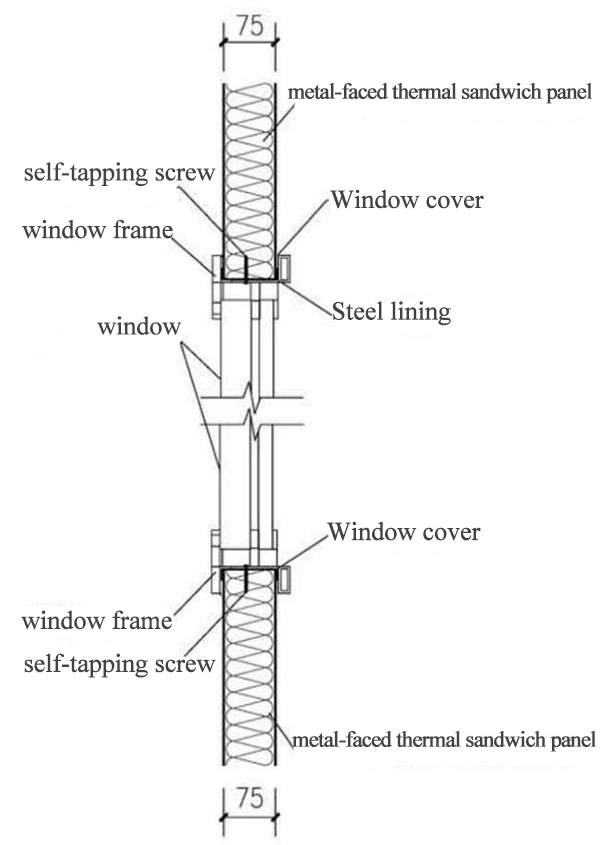 75
metal-faced thermal sandwich panel
self-tapping screw
Window cover
window frame
Steel lining
window
Window cover
window frame
self-tapping screw
metal-faced thermal sandwich panel
75